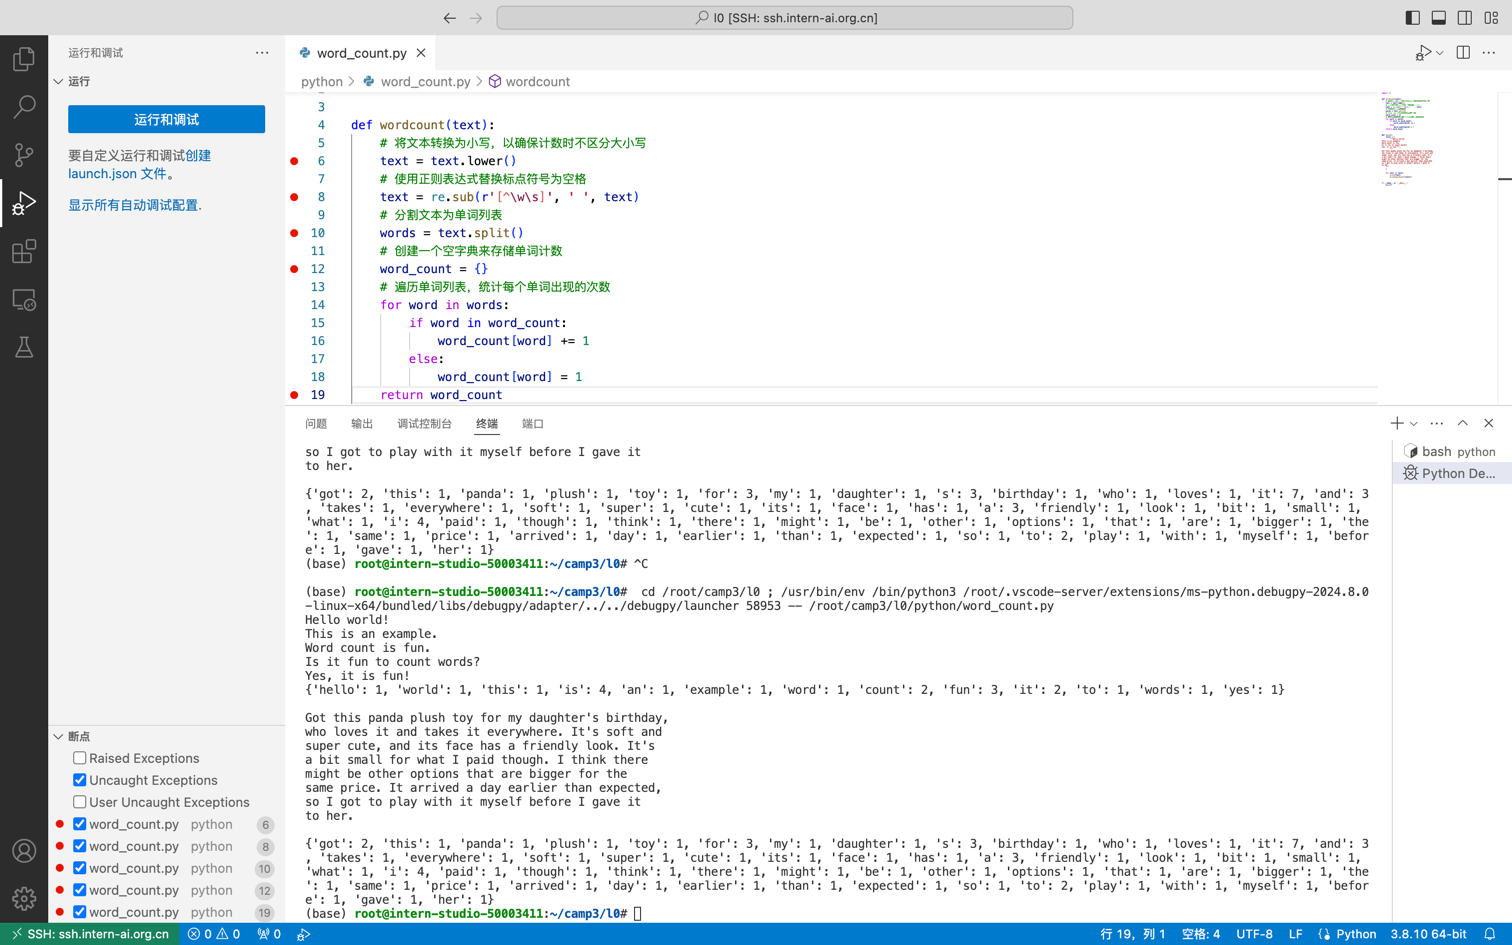 l0 [SSH: ssh.intern-ai.org.cn]
运行和调试
运行
运行和调试
要自定义运行和调试创建
launch.json 文件。
显示所有自动调试配置.
断点
Raised Exceptions
Uncaught Exceptions
User Uncaught Exceptions
word_count.py python 6
word_count.py python 8
word_count.py python 10
word_count.py python 12
word_count.py python 19
word_count.py
python > word_count.py > wordcount
3
4 def wordcount(text):
5 # 将文本转换为小写，以确保计数时不区分大小写
6 text = text.lower()
7 # 使用正则表达式替换标点符号为空格
8 text = re.sub(r'[^\w\s]', ' ', text)
9 # 分割文本为单词列表
10 words = text.split()
11 # 创建一个空字典来存储单词计数
12 word_count = {}
13 # 遍历单词列表，统计每个单词出现的次数
14 for word in words:
15 if word in word_count:
16 word_count[word] += 1
17 else:
18 word_count[word] = 1
19 return word_count
问题 输出 调试控制台 终端 端口
bash python
Python De...
so I got to play with it myself before I gave it
to her.
{'got': 2, 'this': 1, 'panda': 1, 'plush': 1, 'toy': 1, 'for': 3, 'my': 1, 'daughter': 1, 's': 3, 'birthday': 1, 'who': 1, 'loves': 1, 'it': 7, 'and': 3
, 'takes': 1, 'everywhere': 1, 'soft': 1, 'super': 1, 'cute': 1, 'its': 1, 'face': 1, 'has': 1, 'a': 3, 'friendly': 1, 'look': 1, 'bit': 1, 'small': 1,
'what': 1, 'i': 4, 'paid': 1, 'though': 1, 'think': 1, 'there': 1, 'might': 1, 'be': 1, 'other': 1, 'options': 1, 'that': 1, 'are': 1, 'bigger': 1, 'the
': 1, 'same': 1, 'price': 1, 'arrived': 1, 'day': 1, 'earlier': 1, 'than': 1, 'expected': 1, 'so': 1, 'to': 2, 'play': 1, 'with': 1, 'myself': 1, 'befor
e': 1, 'gave': 1, 'her': 1}
(base) root@intern-studio-50003411:~/camp3/l0# ^C
(base) root@intern-studio-50003411:~/camp3/l0# cd /root/camp3/l0 ; /usr/bin/env /bin/python3 /root/.vscode-server/extensions/ms-python.debugpy-2024.8.0
-linux-x64/bundled/libs/debugpy/adapter/../../debugpy/launcher 58953 -- /root/camp3/l0/python/word_count.py
Hello world!
This is an example.
Word count is fun.
Is it fun to count words?
Yes, it is fun!
{'hello': 1, 'world': 1, 'this': 1, 'is': 4, 'an': 1, 'example': 1, 'word': 1, 'count': 2, 'fun': 3, 'it': 2, 'to': 1, 'words': 1, 'yes': 1}
Got this panda plush toy for my daughter's birthday,
who loves it and takes it everywhere. It's soft and
super cute, and its face has a friendly look. It's
a bit small for what I paid though. I think there
might be other options that are bigger for the
same price. It arrived a day earlier than expected,
so I got to play with it myself before I gave it
to her.
{'got': 2, 'this': 1, 'panda': 1, 'plush': 1, 'toy': 1, 'for': 3, 'my': 1, 'daughter': 1, 's': 3, 'birthday': 1, 'who': 1, 'loves': 1, 'it': 7, 'and': 3
, 'takes': 1, 'everywhere': 1, 'soft': 1, 'super': 1, 'cute': 1, 'its': 1, 'face': 1, 'has': 1, 'a': 3, 'friendly': 1, 'look': 1, 'bit': 1, 'small': 1,
'what': 1, 'i': 4, 'paid': 1, 'though': 1, 'think': 1, 'there': 1, 'might': 1, 'be': 1, 'other': 1, 'options': 1, 'that': 1, 'are': 1, 'bigger': 1, 'the
': 1, 'same': 1, 'price': 1, 'arrived': 1, 'day': 1, 'earlier': 1, 'than': 1, 'expected': 1, 'so': 1, 'to': 2, 'play': 1, 'with': 1, 'myself': 1, 'befor
e': 1, 'gave': 1, 'her': 1}
(base) root@intern-studio-50003411:~/camp3/l0#
SSH: ssh.intern-ai.org.cn 0 0 0 行 19，列 1 空格: 4 UTF-8 LF Python 3.8.10 64-bit